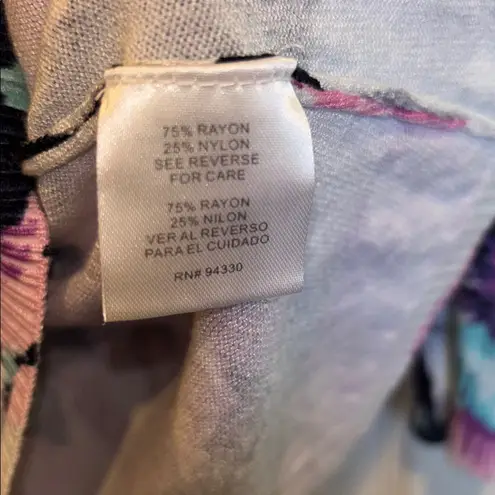 75% RAYON
25% NYLON
SEE REVERSE
FOR CARE
75% RAYON
25% NILON
VER AL REVERSO
PARA EL CUIDADO
RN# 94330